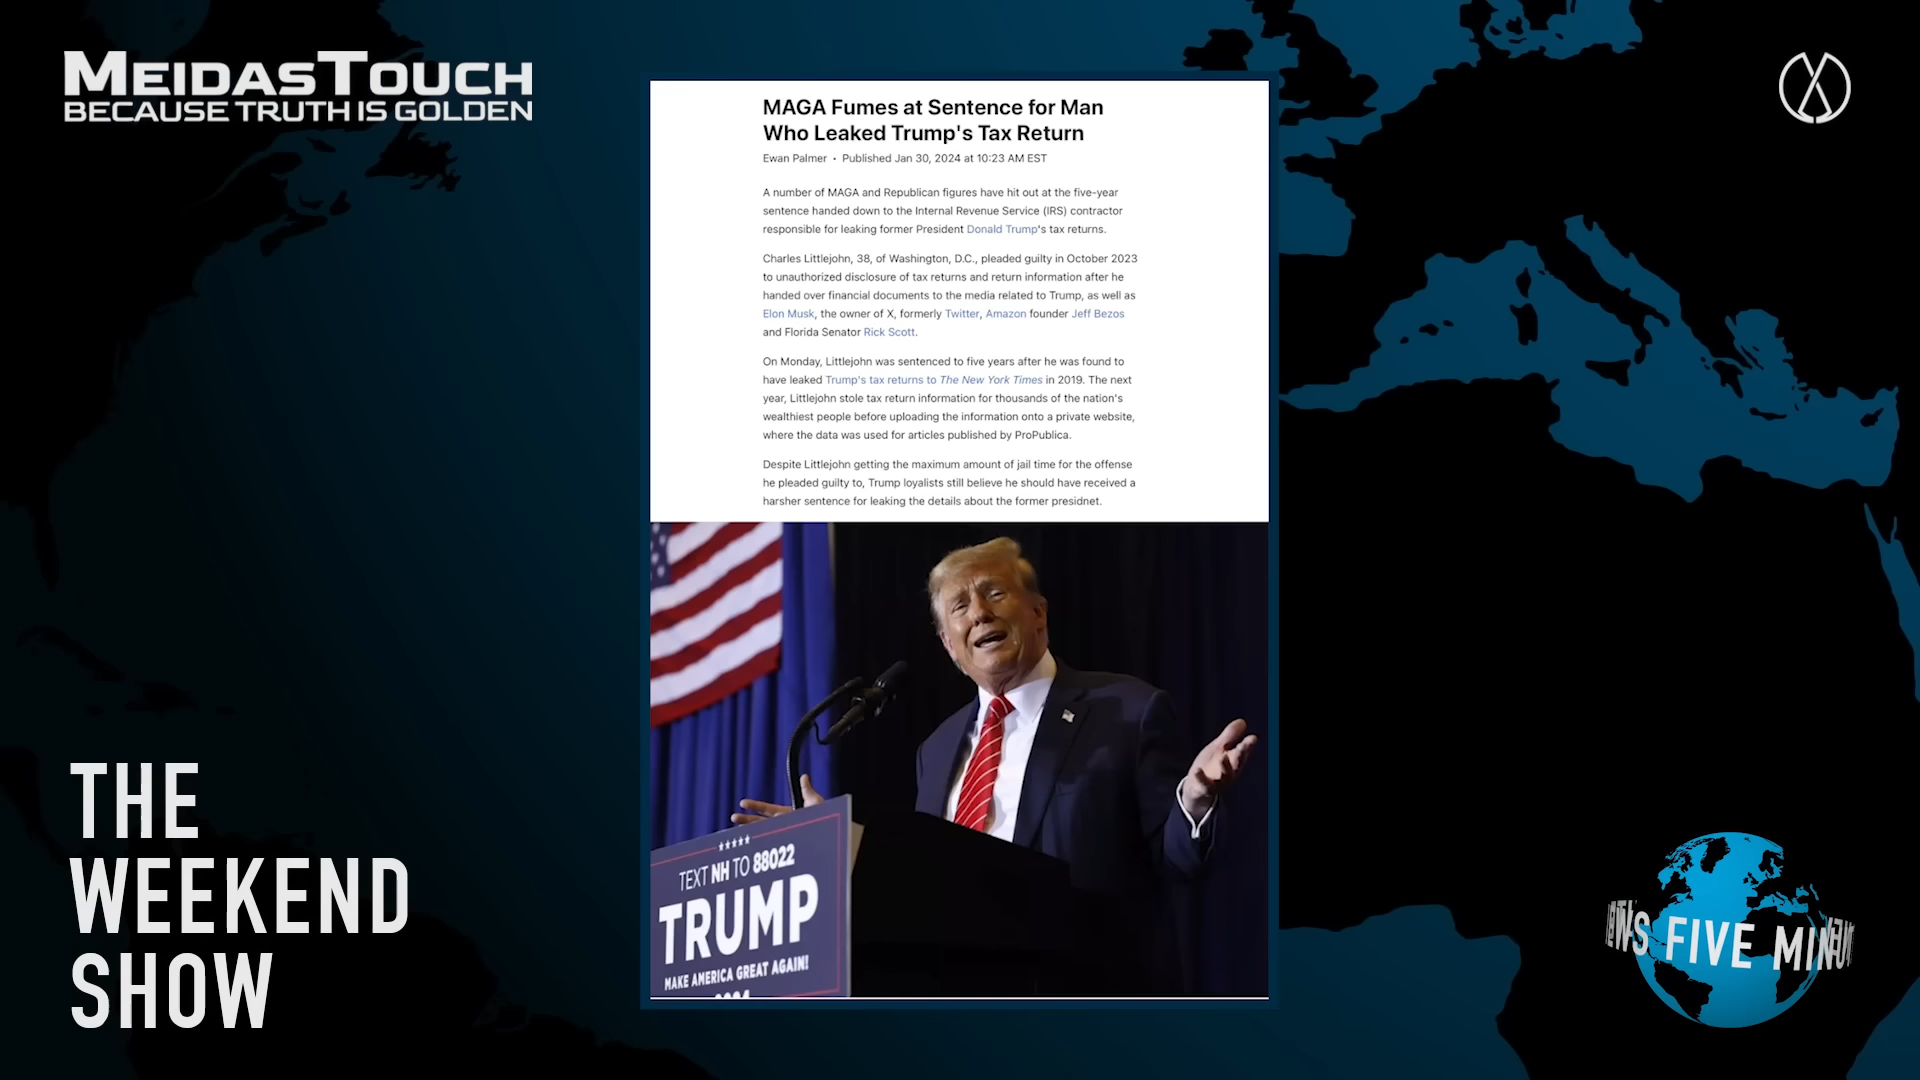 MEIDASTOUCH
BECAUSE TRUTH IS GOLDEN
MAGA Fumes at Sentence for Man
Who Leaked Trump's Tax Return
Ewan Palmer • Published Jan 30, 2024 at 10:23 AM EST
A number of MAGA and Republican figures have hit out at the five-year
sentence handed down to the Internal Revenue Service (IRS) contractor
responsible for leaking former President Donald Trump's tax returns.
Charles Littlejohn, 38, of Washington, D.C., pleaded guilty in October 2023
to unauthorized disclosure of tax returns and return information after he
handed over financial documents to the media related to Trump, as well as
Elon Musk, the owner of X, formerly Twitter, Amazon founder Jeff Bezos
and Florida Senator Rick Scott.
On Monday, Littlejohn was sentenced to five years after he was found to
have leaked Trump's tax returns to The New York Times in 2019. The next
year, Littlejohn stole tax return information for thousands of the nation's
wealthiest people before uploading the information onto a private website,
where the data was used for articles published by ProPublica.
Despite Littlejohn getting the maximum amount of jail time for the offense
he pleaded guilty to, Trump loyalists still believe he should have received a
harsher sentence for leaking the details about the former presidnet.
TEXT NH TO 88022
TRUMP
MAKE AMERICA GREAT AGAIN!
THE
WEEKEND
SHOW
FIVE